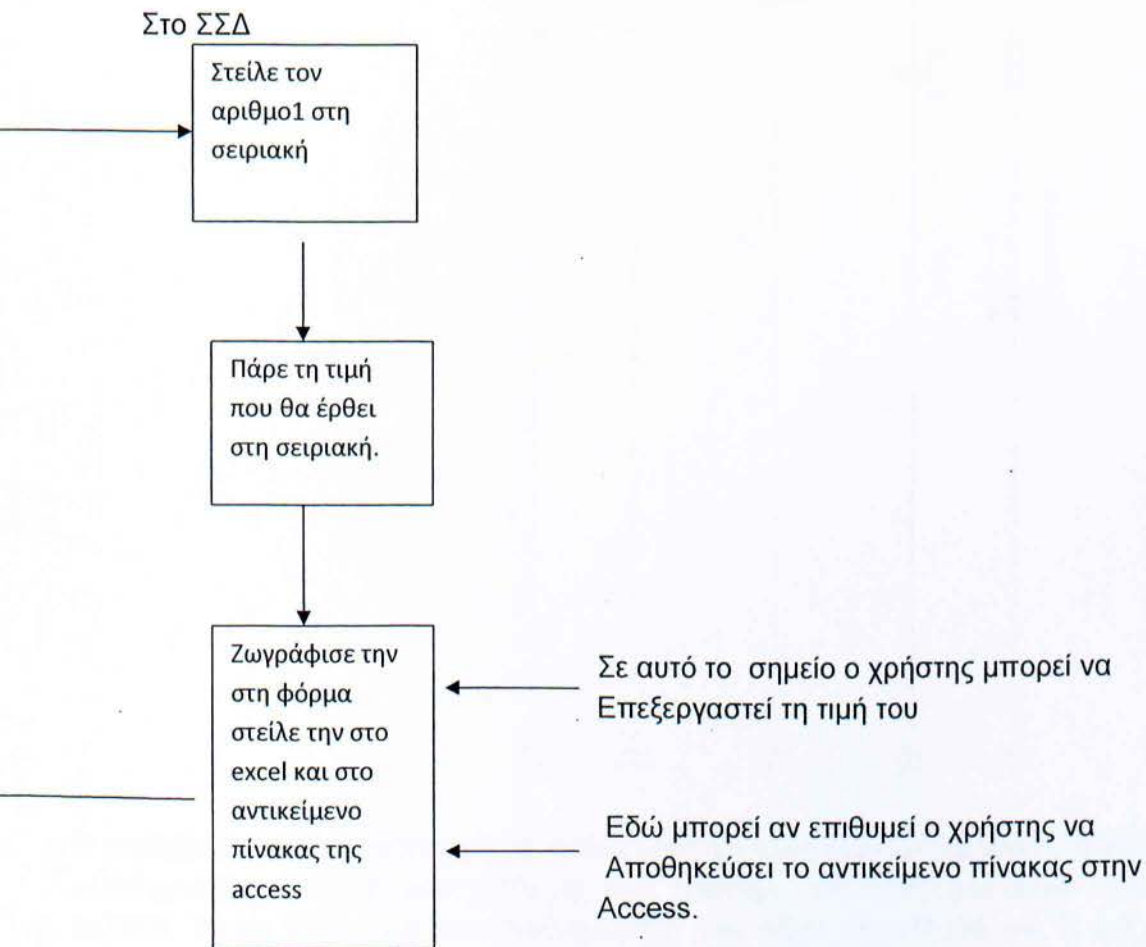 Στο ΣΣΔ
Στείλε τον
αριθμο1 στη
σειριακή
Πάρε τη τιμή
που θα έρθει
στη σειριακή.
Ζωγράφισε την
στη φόρμα
στείλε την στο
excel και στο
αντικείμενο
πίνακας της
access
Σε αυτό το σημείο ο χρήστης μπορεί να
Επεξεργαστεί τη τιμή του
Εδώ μπορεί αν επιθυμεί ο χρήστης να
Αποθηκεύσει το αντικείμενο πίνακας στην
Access.